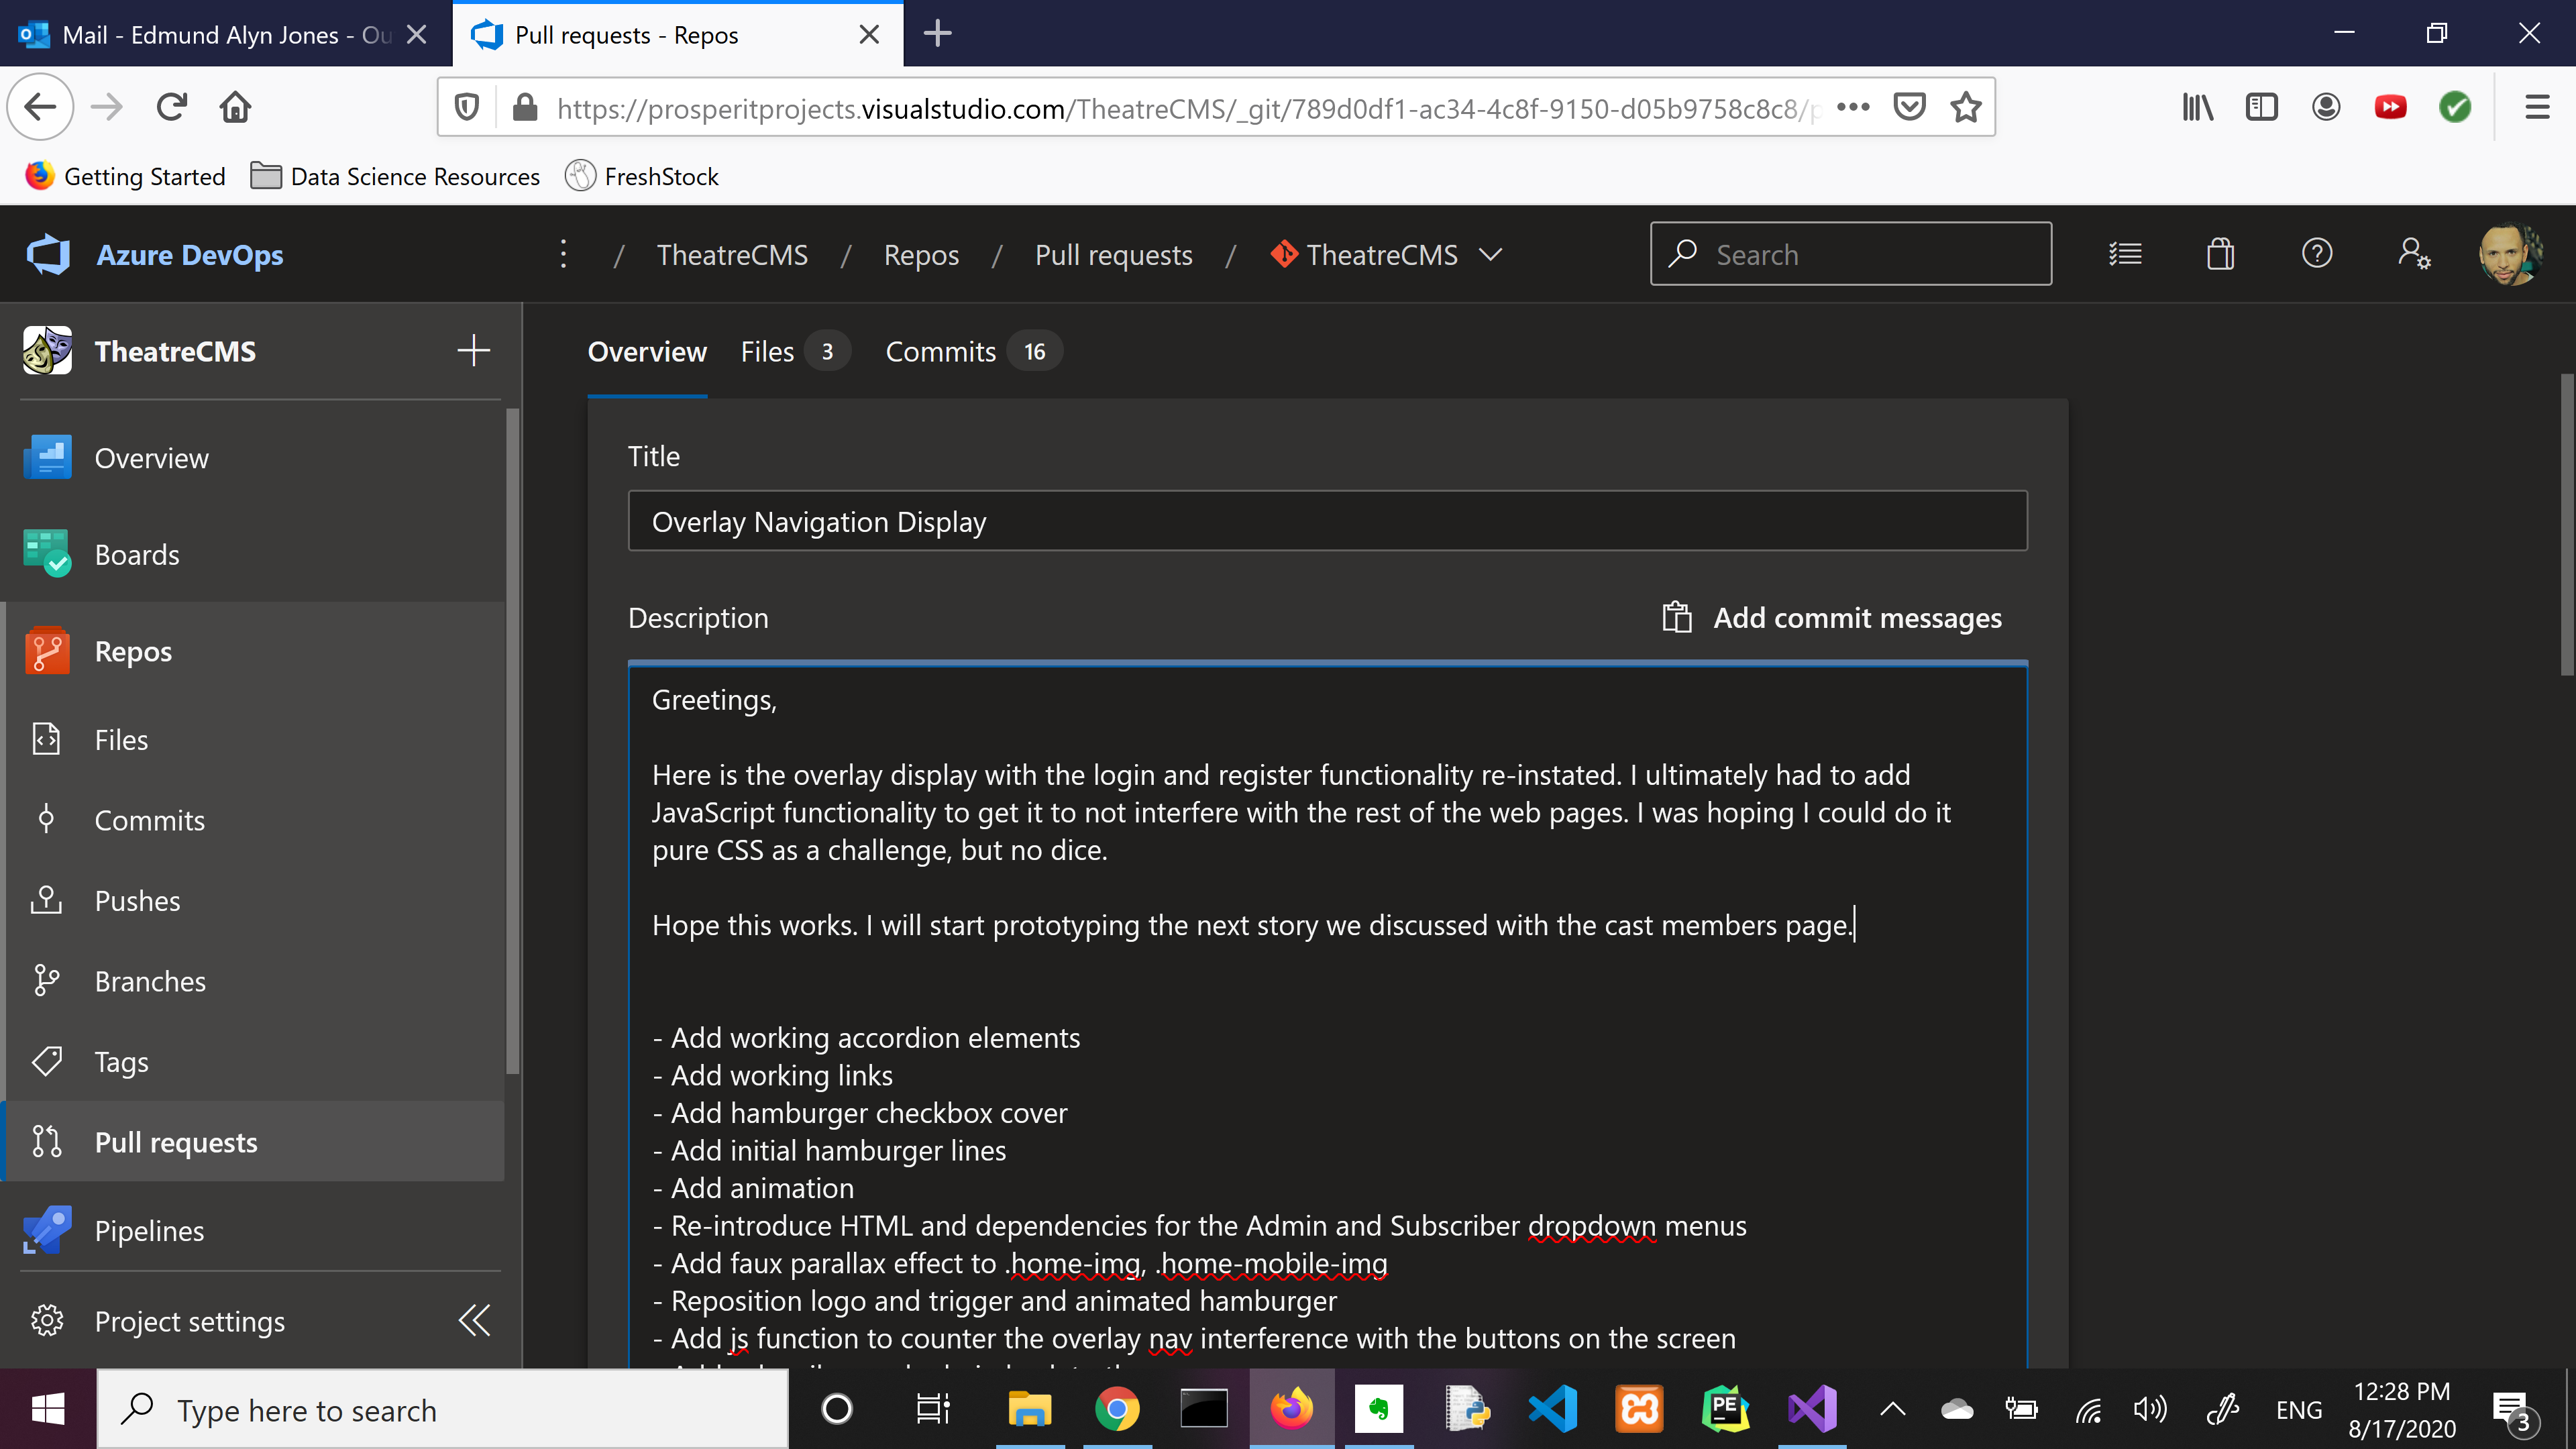 Mail - Edmund Alyn Jones - Ou
Pull requests - Repos
https://prosperitprojects.visualstudio.com/TheatreCMS/_git/789d0df1-ac34-4c8f-9150-d05b9758c8c8/p
Getting Started
Data Science Resources
FreshStock
Azure DevOps
/ TheatreCMS / Repos / Pull requests / TheatreCMS
Search
TheatreCMS
Overview
Boards
Repos
Files
Commits
Pushes
Branches
Tags
Pull requests
Pipelines
Project settings
Overview Files 3 Commits 16
Title
Overlay Navigation Display
Description
Add commit messages
Greetings,
Here is the overlay display with the login and register functionality re-instated. I ultimately had to add
JavaScript functionality to get it to not interfere with the rest of the web pages. I was hoping I could do it
pure CSS as a challenge, but no dice.
Hope this works. I will start prototyping the next story we discussed with the cast members page.
- Add working accordion elements
- Add working links
- Add hamburger checkbox cover
- Add initial hamburger lines
- Add animation
- Re-introduce HTML and dependencies for the Admin and Subscriber dropdown menus
- Add faux parallax effect to .home-img, .home-mobile-img
- Reposition logo and trigger and animated hamburger
- Add js function to counter the overlay nav interference with the buttons on the screen
Type here to search
PE
ENG
12:28 PM
8/17/2020
3